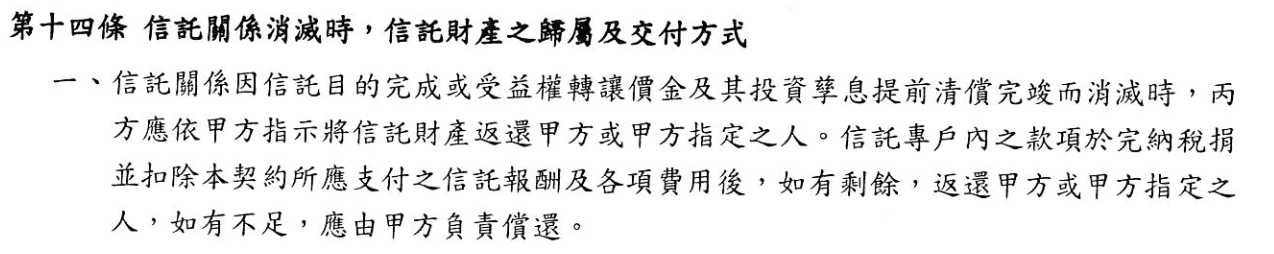 第十四條 信託關係消滅時，信託財產之歸屬及交付方式
一、信託關係因信託目的完成或受益權轉讓價金及其投資孳息提前清償完竣而消滅時，丙
方應依甲方指示將信託財產返還甲方或甲方指定之人。信託專戶內之款項於完納稅捐
並扣除本契約所應支付之信託報酬及各項費用後，如有剩餘，返還甲方或甲方指定之
人，如有不足，應由甲方負責償還。